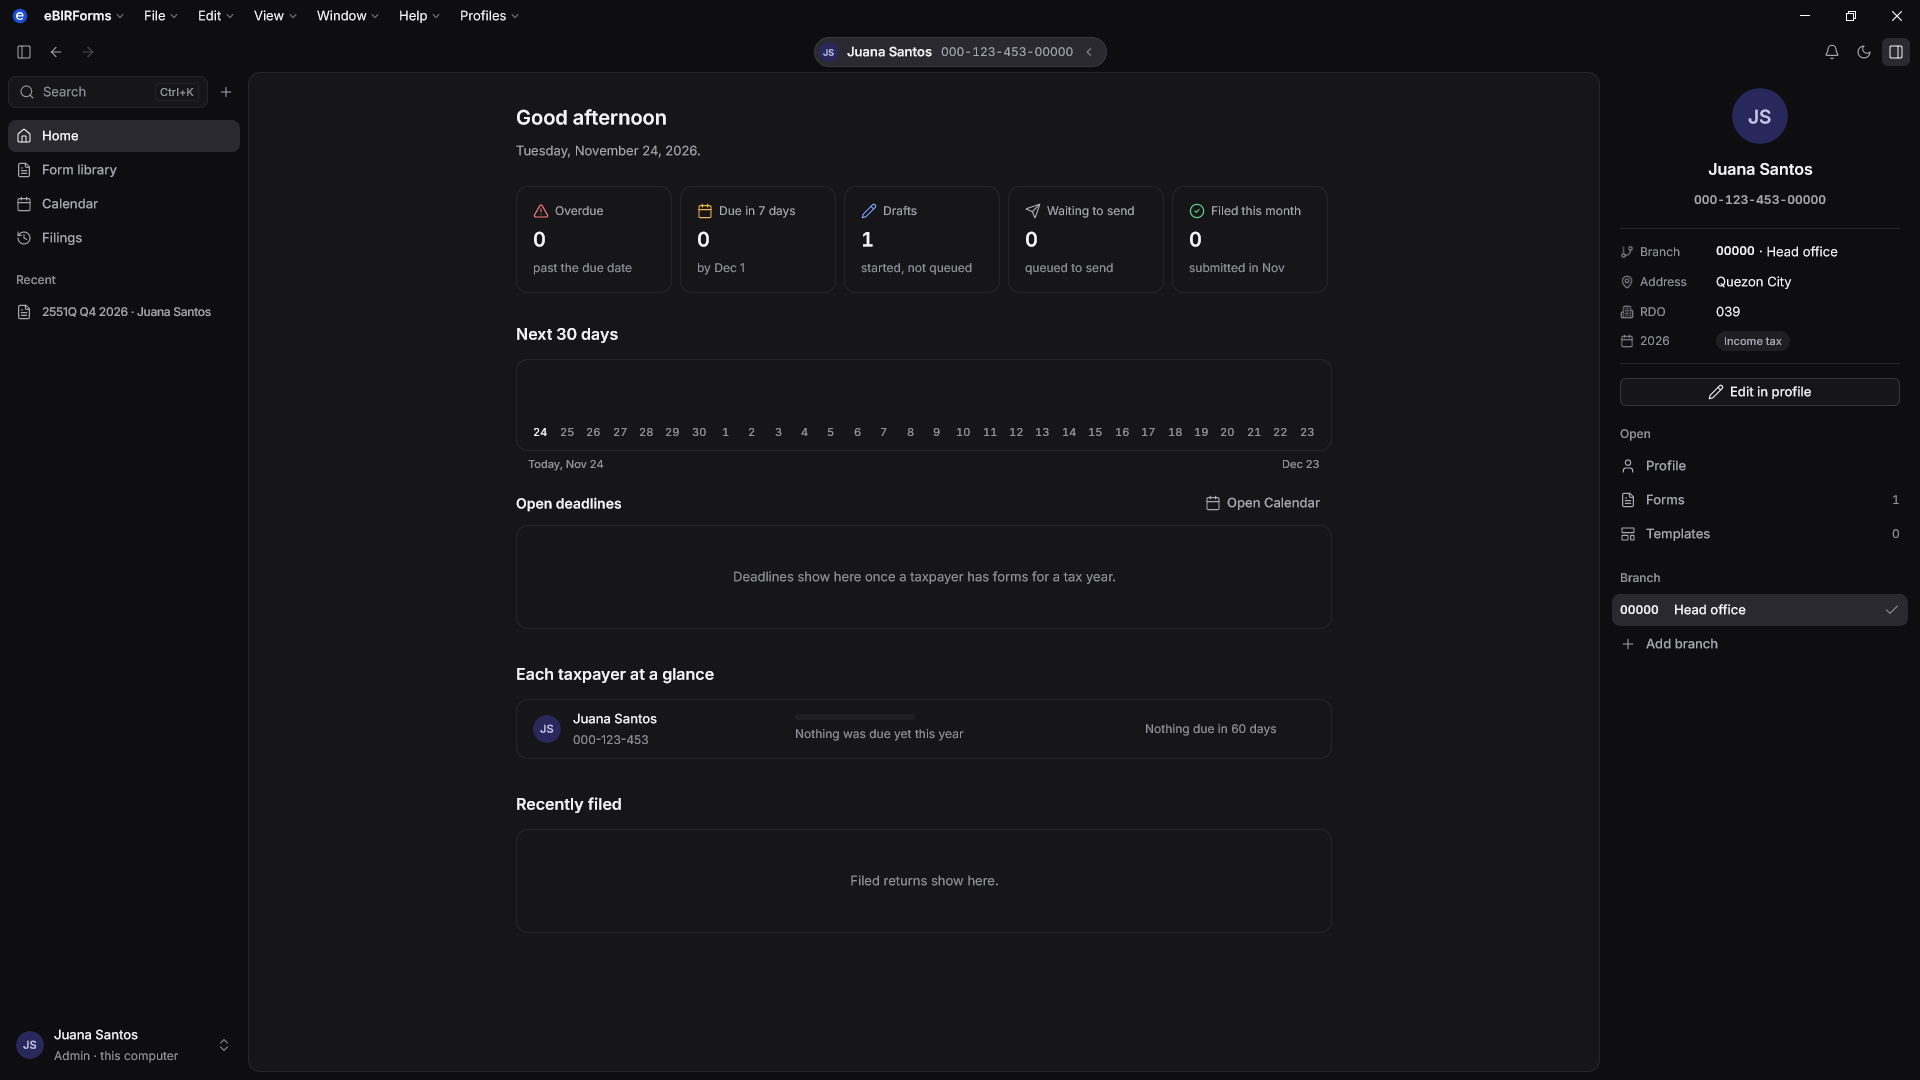 eBIRForms File Edit View Window Help Profiles
JS Juana Santos 000-123-453-00000
Search Ctrl+K
Home
Form library
Calendar
Filings
Recent
2551Q Q4 2026 · Juana Santos
JS Juana Santos
Admin · this computer
Good afternoon
Tuesday, November 24, 2026.
Overdue
0
past the due date
Due in 7 days
0
by Dec 1
Drafts
1
started, not queued
Waiting to send
0
queued to send
Filed this month
0
submitted in Nov
Next 30 days
24 25 26 27 28 29 30 1 2 3 4 5 6 7 8 9 10 11 12 13 14 15 16 17 18 19 20 21 22 23
Today, Nov 24 Dec 23
Open deadlines Open Calendar
Deadlines show here once a taxpayer has forms for a tax year.
Each taxpayer at a glance
JS Juana Santos
000-123-453
Nothing was due yet this year
Nothing due in 60 days
Recently filed
Filed returns show here.
JS
Juana Santos
000-123-453-00000
Branch 00000 · Head office
Address Quezon City
RDO 039
2026 Income tax
Edit in profile
Open
Profile
Forms 1
Templates 0
Branch
00000 Head office
Add branch